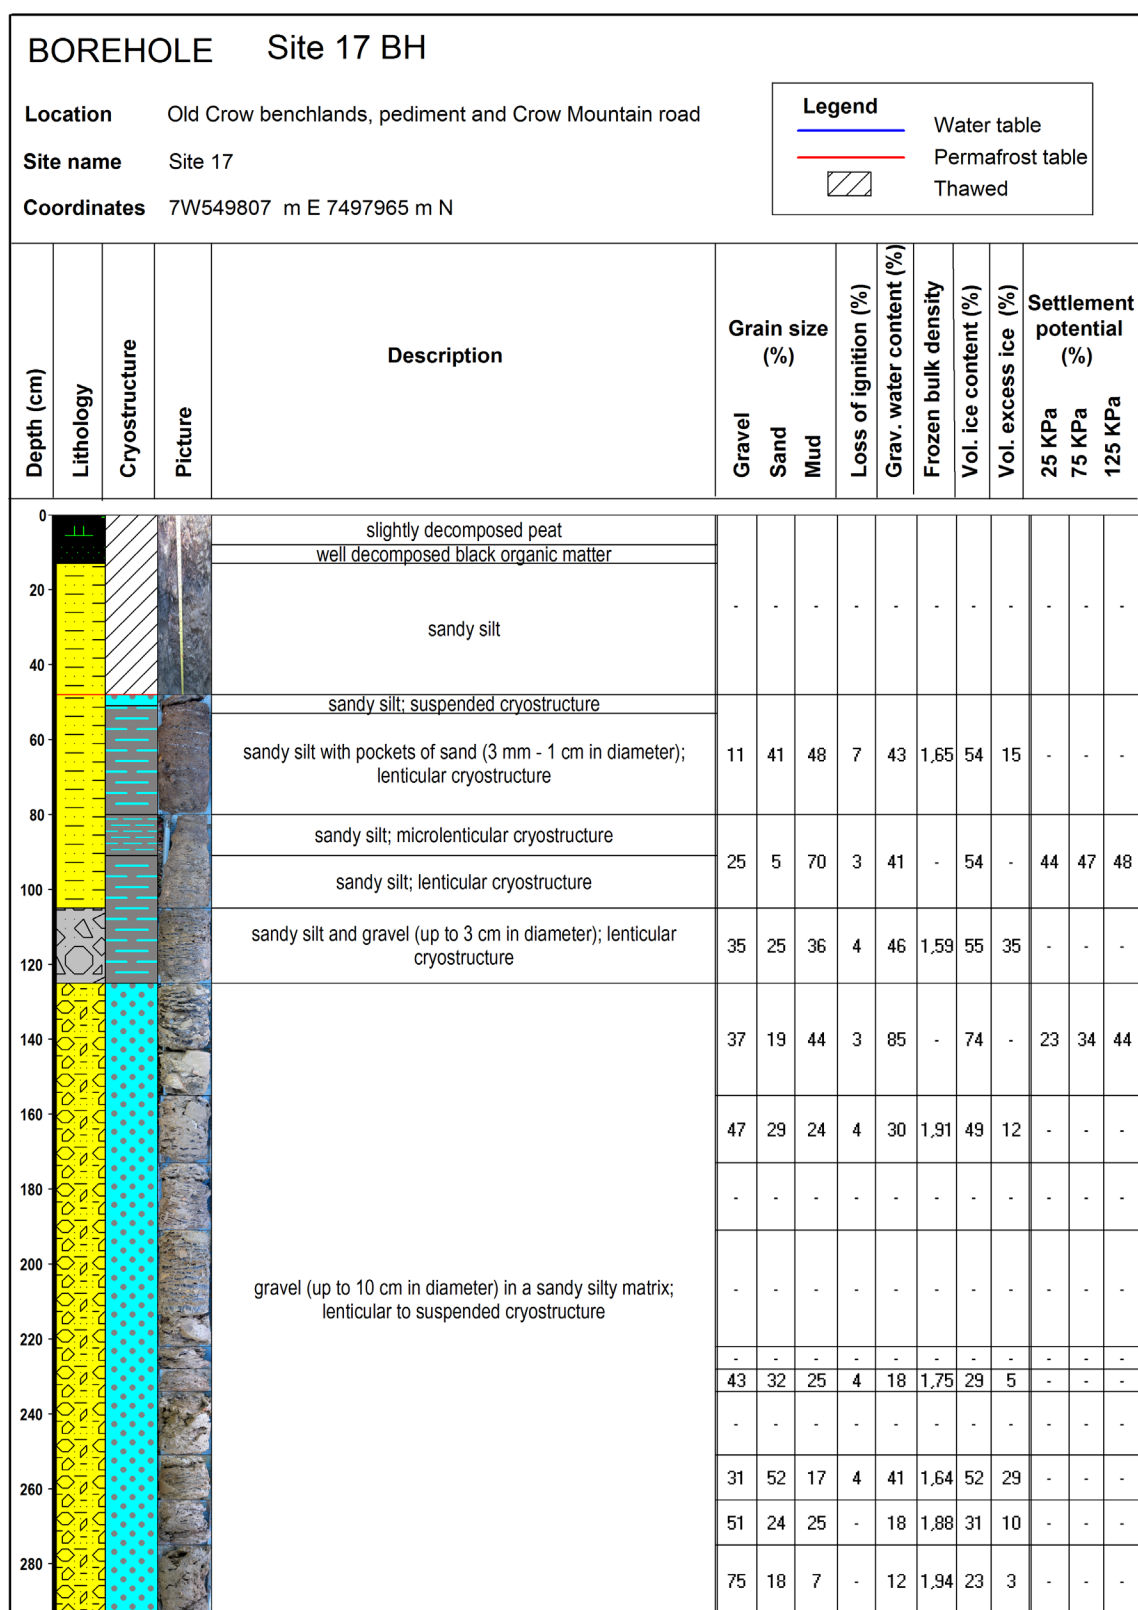 BOREHOLE Site 17 BH
Location Old Crow benchlands, pediment and Crow Mountain road
Site name Site 17
Coordinates 7W549807 m E 7497965 m N
Legend
Water table
Permafrost table
Thawed
Depth (cm)
Lithology
Cryostructure
Picture
Description
Grain size
(%)
Gravel
Sand
Mud
Loss of ignition (%)
Grav. water content (%)
Frozen bulk density
Vol. ice content (%)
Vol. excess ice (%)
Settlement
potential
(%)
25 KPa
75 KPa
125 KPa
0
slightly decomposed peat
well decomposed black organic matter
20
- - - - - - - - - - -
sandy silt
40
sandy silt; suspended cryostructure
60
sandy silt with pockets of sand (3 mm - 1 cm in diameter);
lenticular cryostructure
11 41 48 7 43 1,65 54 15 - - -
80
sandy silt; microlenticular cryostructure
25 5 70 3 41 - 54 - 44 47 48
sandy silt; lenticular cryostructure
100
sandy silt and gravel (up to 3 cm in diameter); lenticular
cryostructure
35 25 36 4 46 1,59 55 35 - - -
120
140
37 19 44 3 85 - 74 - 23 34 44
160
47 29 24 4 30 1,91 49 12 - - -
180
- - - - - - - - - - -
200
gravel (up to 10 cm in diameter) in a sandy silty matrix;
lenticular to suspended cryostructure
- - - - - - - - - - -
220
- - - - - - - - - - -
43 32 25 4 18 1,75 29 5 - - -
240
- - - - - - - - - - -
260
31 52 17 4 41 1,64 52 29 - - -
51 24 25 - 18 1,88 31 10 - - -
280
75 18 7 - 12 1,94 23 3 - - -